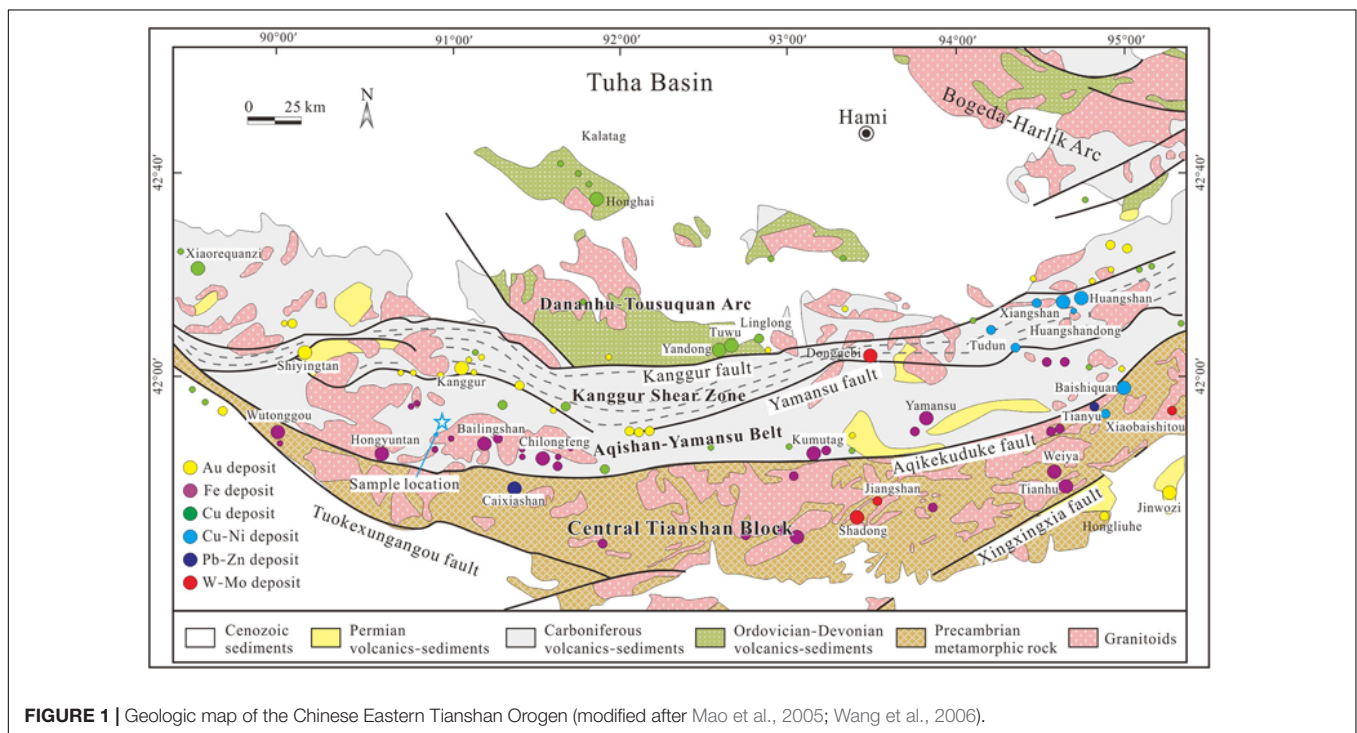 90°00′ 91°00′ 92°00′ 93°00′ 94°00′ 95°00′
Tuha Basin
0 25 km
N
Hami
Bogeda-Harlik Arc
Kalatag
42°40′ 42°40′
Honghai
Xiaorequanzi
Dananhu-Tousuquan Arc
Huangshan
Xiangshan
Linglong
Tuwu
Huangshandong
Yandong
Tudun
Donggebi
Shiyingtan
42°00′ 42°00′
Kanggur
Kanggur fault
Kanggur Shear Zone
Yamansu fault
Baishiquan
Tianyu
Xiaobaishitou
Wutonggou
Yamansu
Bailingshan
Hongyuntan
Chilongfeng
Aqishan-Yamansu Belt
Kumutag
Aqikekuduke fault
Weiya
Sample location
Caixiashan
Jiangshan
Tianhu
Jinwozi
Au deposit
Fe deposit
Cu deposit
Cu-Ni deposit
Pb-Zn deposit
W-Mo deposit
Tuokexungangou fault
Central Tianshan Block
Shadong
Xingxingxia fault
Hongliuhe
Cenozoic sediments
Permian volcanics-sediments
Carboniferous volcanics-sediments
Ordovician-Devonian volcanics-sediments
Precambrian metamorphic rock
Granitoids
FIGURE 1 | Geologic map of the Chinese Eastern Tianshan Orogen (modified after Mao et al., 2005; Wang et al., 2006).